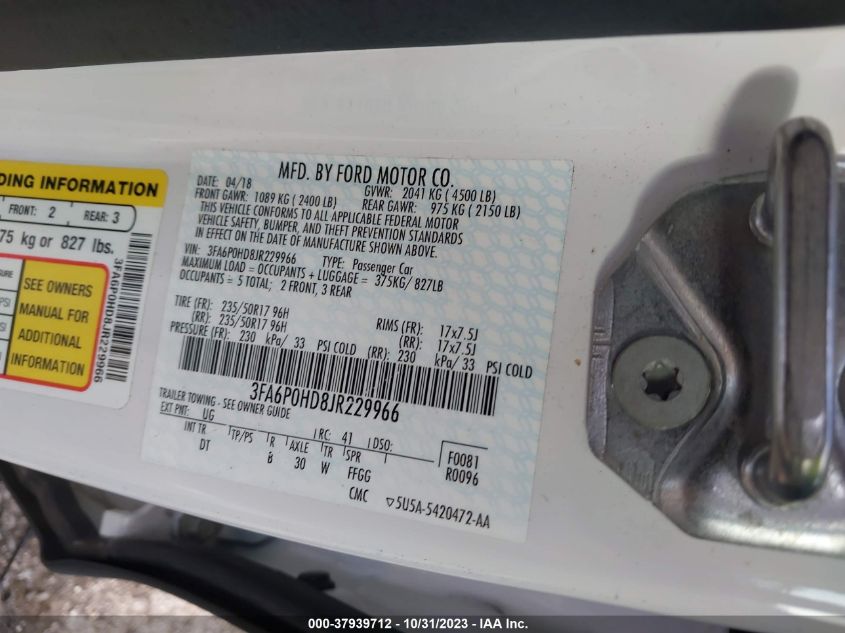 DING INFORMATION
FRONT: 2 REAR: 3
75 kg or 827 lbs.
SEE OWNERS
MANUAL FOR
ADDITIONAL
INFORMATION
3FA6P0HD8JR229966
MFD. BY FORD MOTOR CO.
DATE: 04/18 GVWR: 2041 KG ( 4500 LB)
FRONT GAWR: 1089 KG ( 2400 LB) REAR GAWR: 975 KG ( 2150 LB)
THIS VEHICLE CONFORMS TO ALL APPLICABLE FEDERAL MOTOR
VEHICLE SAFETY, BUMPER, AND THEFT PREVENTION STANDARDS
IN EFFECT ON THE DATE OF MANUFACTURE SHOWN ABOVE.
VIN: 3FA6P0HD8JR229966 TYPE: Passenger Car
MAXIMUM LOAD = OCCUPANTS + LUGGAGE = 375KG/ 827LB
OCCUPANTS = 5 TOTAL; 2 FRONT, 3 REAR
TIRE (FR): 235/50R17 96H RIMS (FR): 17x7.5J
(RR): 235/50R17 96H (RR): 17x7.5J
PRESSURE (FR): 230 kPa/ 33 PSI COLD (RR): 230 kPa/ 33 PSI COLD
3FA6P0HD8JR229966
TRAILER TOWING - SEE OWNER GUIDE
EXT PNT: UG RC: 41 DSO: F0081
INT TR TP/PS R AXLE TR SPR R0096
DT B 30 W FFGG
CMC 5U5A-5420472-AA
000-37939712 - 10/31/2023 - IAA Inc.